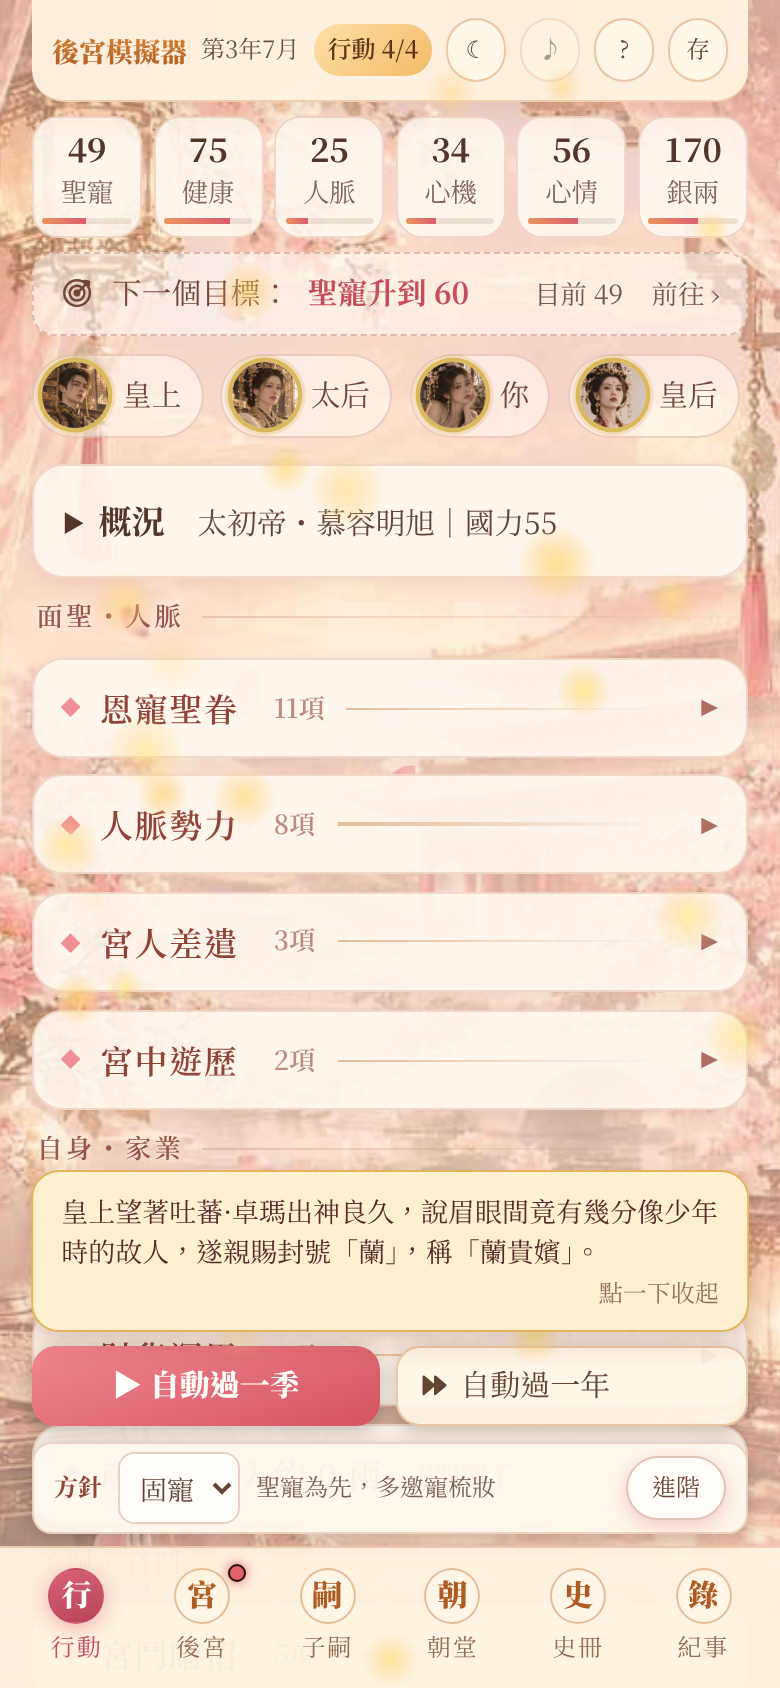 後宮模擬器 第3年7月 行動 4/4 ☾ ♪ ? 存
49 75 25 34 56 170
聖寵 健康 人脈 心機 心情 銀兩
下一個目標： 聖寵升到 60 目前 49 前往 ›
皇上 太后 你 皇后
▶ 概況 太初帝・慕容明旭｜國力55
面聖・人脈
恩寵聖眷 11項 ▶
人脈勢力 8項 ▶
宮人差遣 3項 ▶
宮中遊歷 2項 ▶
自身・家業
皇上望著吐蕃·卓瑪出神良久，說眉眼間竟有幾分像少年
時的故人，遂親賜封號「蘭」，稱「蘭貴嬪」。
點一下收起
▶ 自動過一季 自動過一年
方針 固寵 聖寵為先，多邀寵梳妝 進階
行 宮 嗣 朝 史 錄
行動 後宮 子嗣 朝堂 史冊 紀事